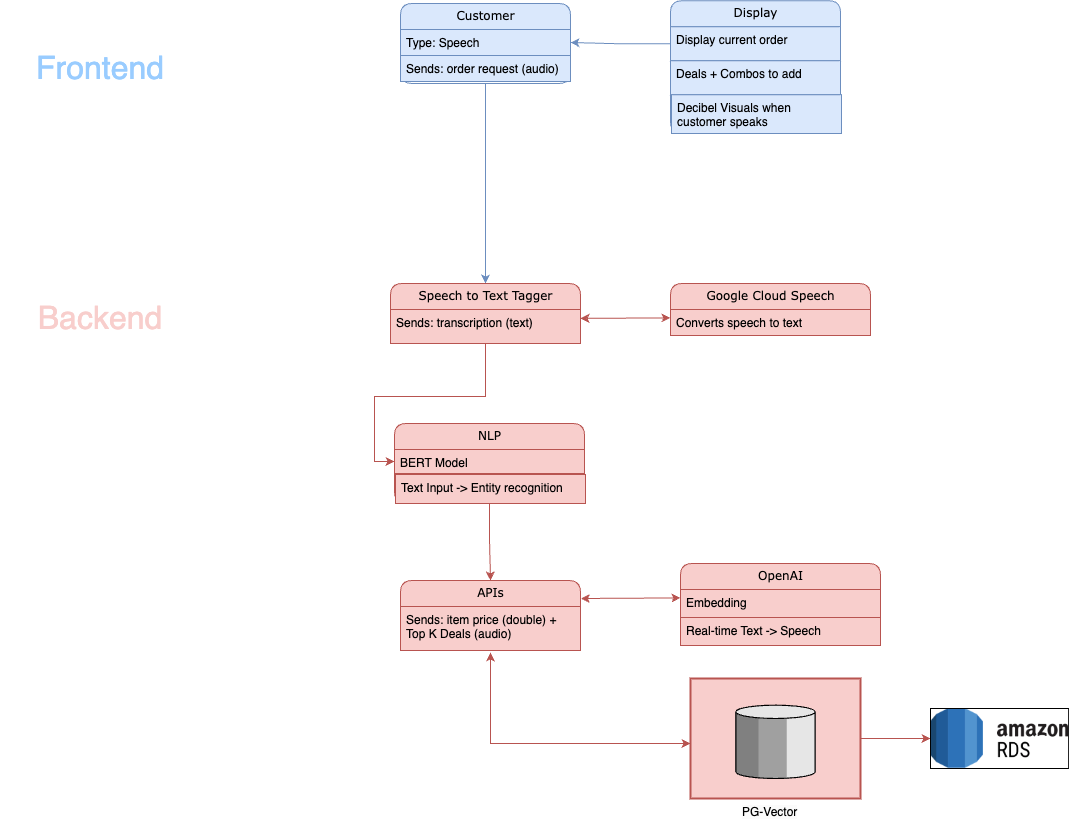 Frontend
Customer
Type: Speech
Sends: order request (audio)
Display
Display current order
Deals + Combos to add
Decibel Visuals when
customer speaks
Backend
Speech to Text Tagger
Sends: transcription (text)
Google Cloud Speech
Converts speech to text
NLP
BERT Model
Text Input -> Entity recognition
APIs
Sends: item price (double) +
Top K Deals (audio)
OpenAI
Embedding
Real-time Text -> Speech
PG-Vector
amazon
RDS